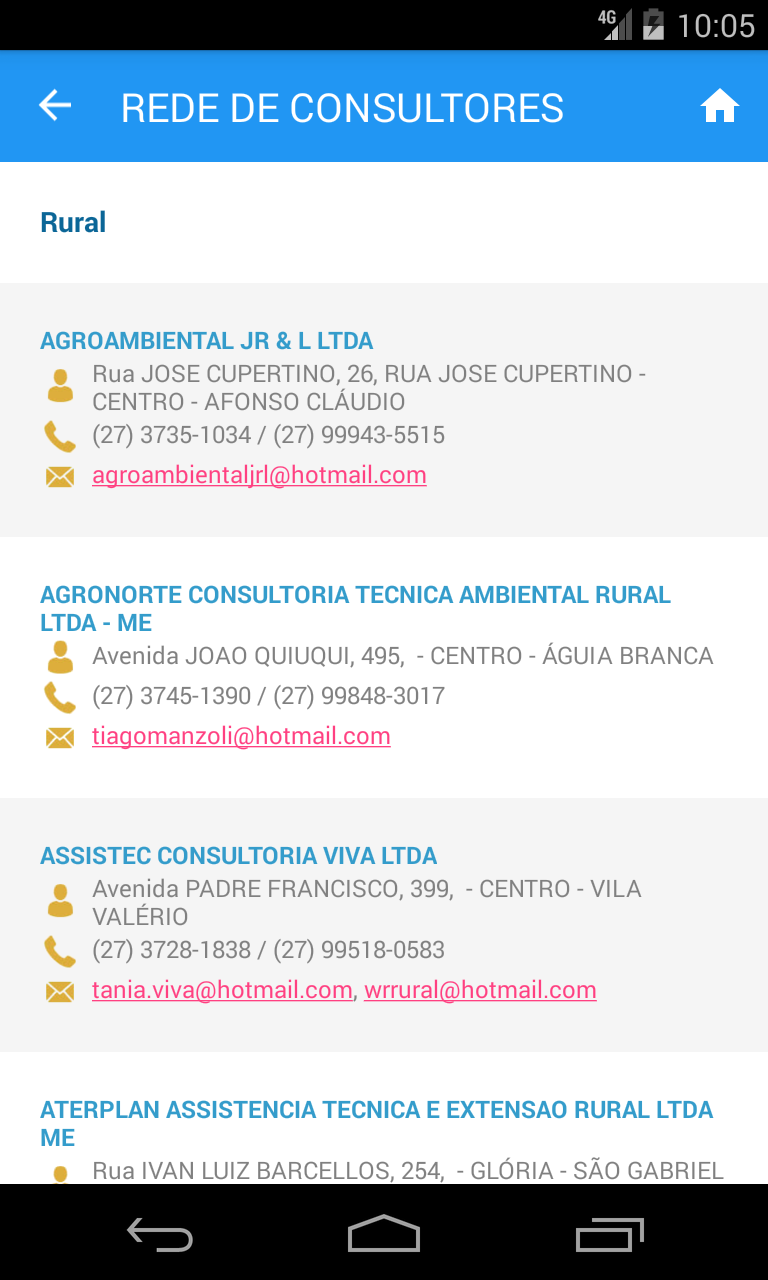 4G 10:05
REDE DE CONSULTORES
Rural
AGROAMBIENTAL JR & L LTDA
Rua JOSE CUPERTINO, 26, RUA JOSE CUPERTINO -
CENTRO - AFONSO CLÁUDIO
(27) 3735-1034 / (27) 99943-5515
agroambientaljrl@hotmail.com
AGRONORTE CONSULTORIA TECNICA AMBIENTAL RURAL
LTDA - ME
Avenida JOAO QUIUQUI, 495,  - CENTRO - ÁGUIA BRANCA
(27) 3745-1390 / (27) 99848-3017
tiagomanzoli@hotmail.com
ASSISTEC CONSULTORIA VIVA LTDA
Avenida PADRE FRANCISCO, 399,  - CENTRO - VILA
VALÉRIO
(27) 3728-1838 / (27) 99518-0583
tania.viva@hotmail.com, wrrural@hotmail.com
ATERPLAN ASSISTENCIA TECNICA E EXTENSAO RURAL LTDA
ME
Rua IVAN LUIZ BARCELLOS, 254,  - GLÓRIA - SÃO GABRIEL